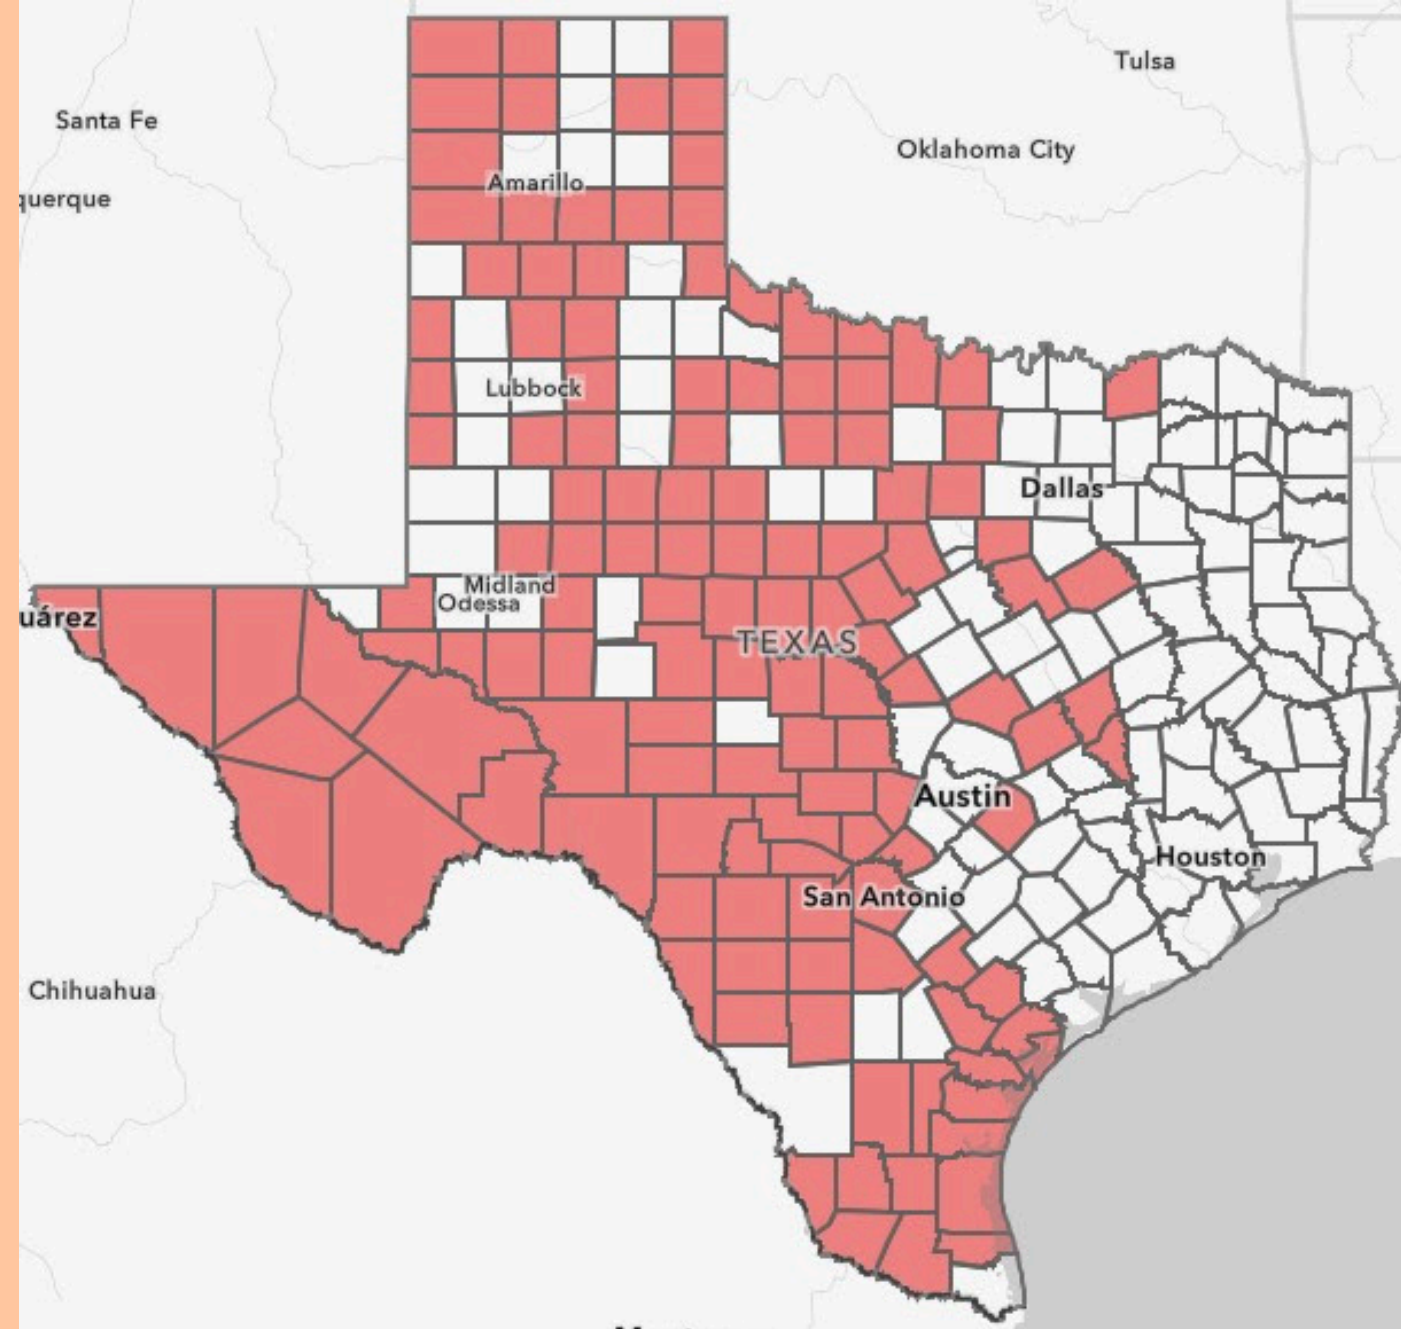 Tulsa
Santa Fe
Oklahoma City
Amarillo
querque
Lubbock
Dallas
Midland
Odessa
uárez
TEXAS
Austin
Houston
San Antonio
Chihuahua